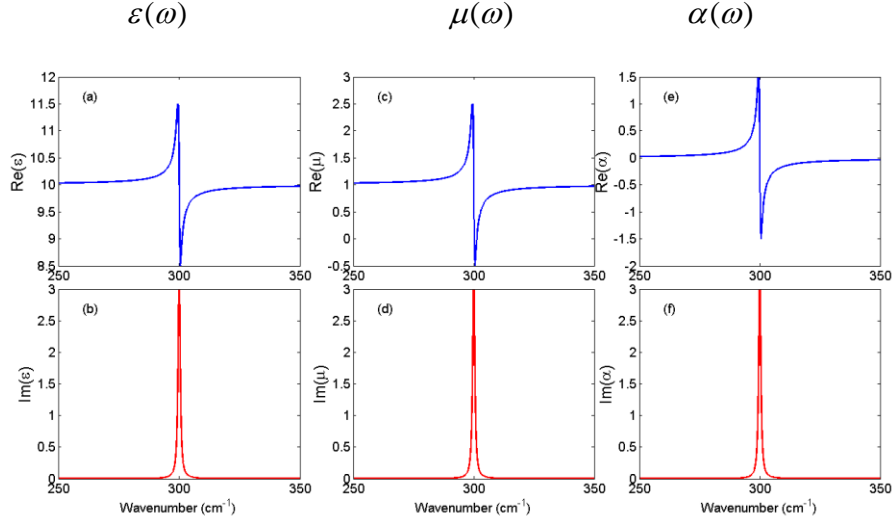 ε(ω) μ(ω) α(ω)
(a) (c) (e)
12 11.5 11 10.5 10 9.5 9 8.5
Re(ε)
250 300 350
3 2.5 2 1.5 1 0.5 0 -0.5
Re(μ)
250 300 350
1.5 1 0.5 0 -0.5 -1 -1.5 -2
Re(α)
250 300 350
(b) (d) (f)
3 2.5 2 1.5 1 0.5 0
Im(ε)
250 300 350
Wavenumber (cm⁻¹)
3 2.5 2 1.5 1 0.5 0
Im(μ)
250 300 350
Wavenumber (cm⁻¹)
3 2.5 2 1.5 1 0.5 0
Im(α)
250 300 350
Wavenumber (cm⁻¹)